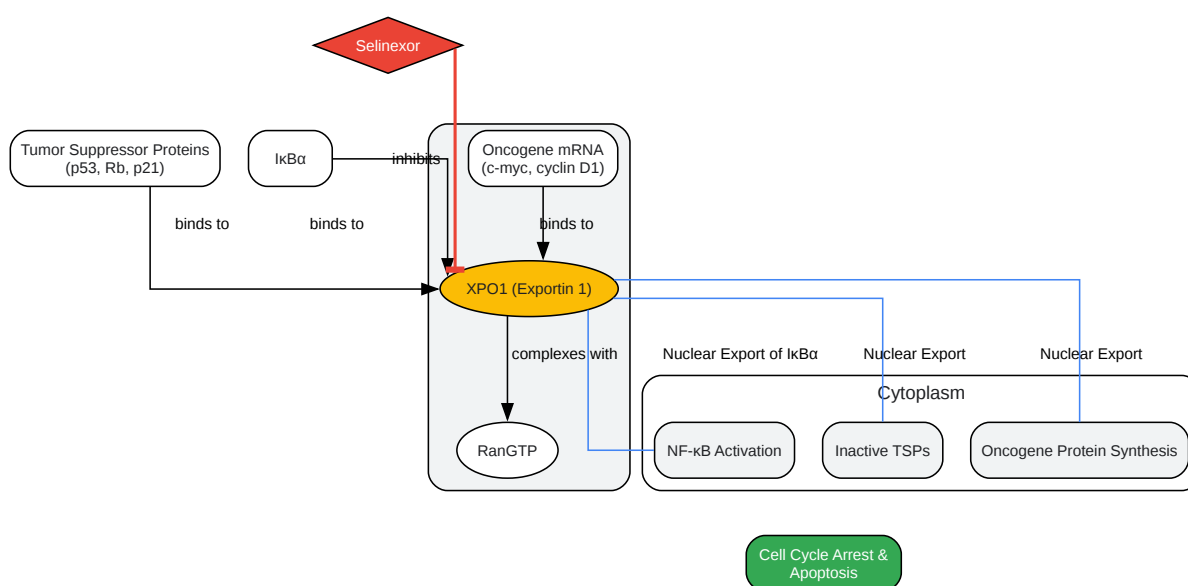 Selinexor
Tumor Suppressor Proteins
(p53, Rb, p21)
IκBα
inhibits
Oncogene mRNA
(c-myc, cyclin D1)
binds to
binds to
binds to
XPO1 (Exportin 1)
complexes with
Nuclear Export of IκBα
Nuclear Export
Nuclear Export
Cytoplasm
RanGTP
NF-κB Activation
Inactive TSPs
Oncogene Protein Synthesis
Cell Cycle Arrest &
Apoptosis